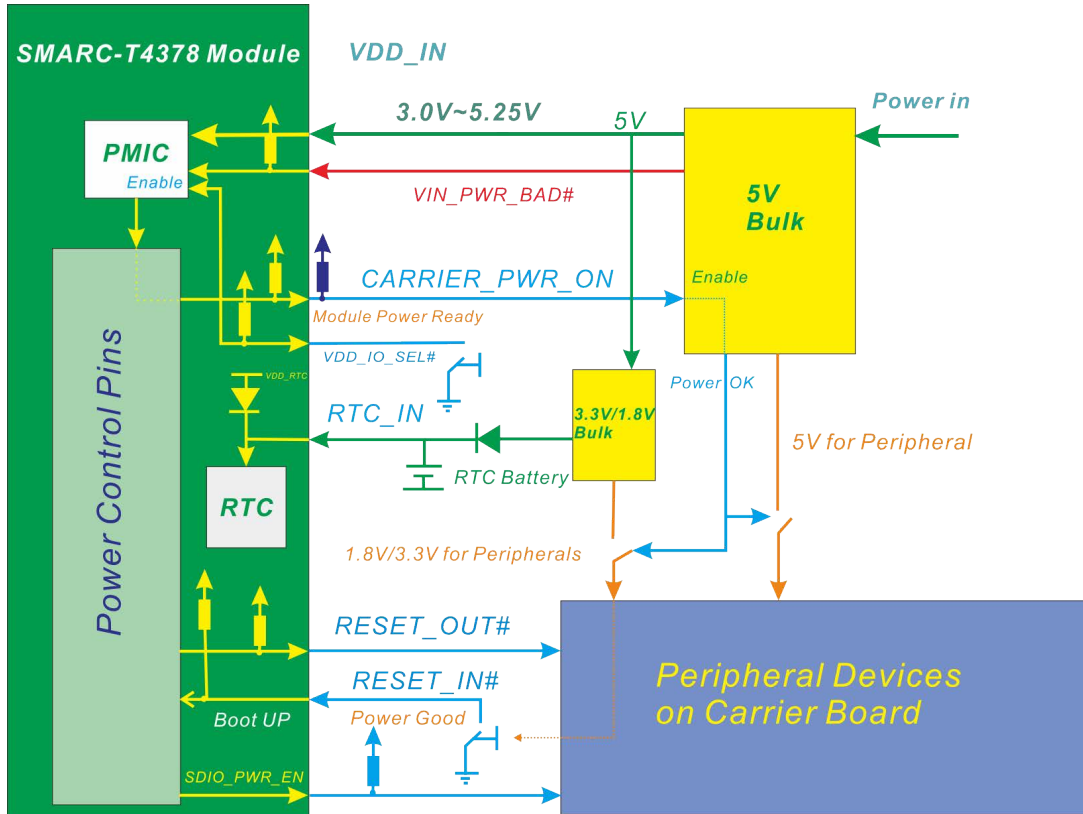 SMARC-T4378 Module
VDD_IN
Power in
3.0V~5.25V
5V
PMIC
Enable
VIN_PWR_BAD#
5V
Bulk
CARRIER_PWR_ON
Enable
Module Power Ready
VDD_IO_SEL#
Power OK
VDD_RTC
RTC_IN
3.3V/1.8V
Bulk
5V for Peripheral
RTC Battery
RTC
Power Control Pins
1.8V/3.3V for Peripherals
RESET_OUT#
RESET_IN#
Boot UP
Power Good
SDIO_PWR_EN
Peripheral Devices
on Carrier Board